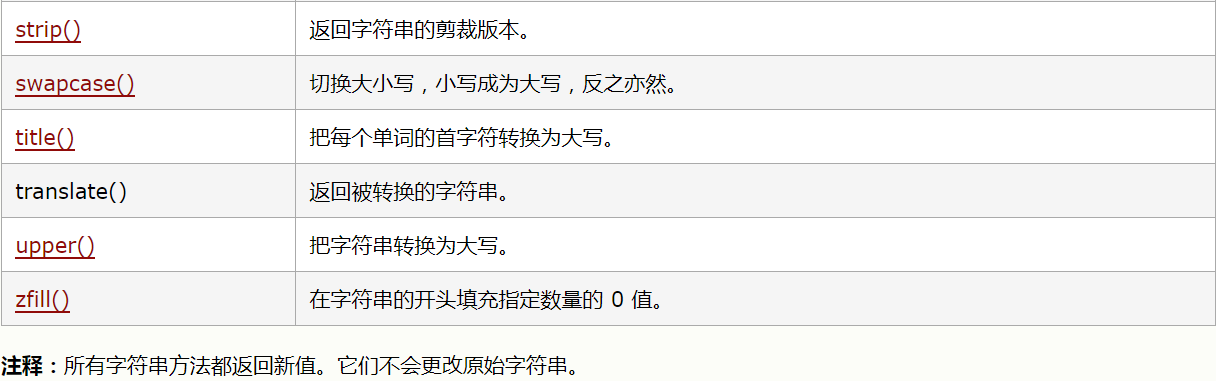 strip() 返回字符串的剪裁版本。
swapcase() 切换大小写，小写成为大写，反之亦然。
title() 把每个单词的首字符转换为大写。
translate() 返回被转换的字符串。
upper() 把字符串转换为大写。
zfill() 在字符串的开头填充指定数量的 0 值。
注释：所有字符串方法都返回新值。它们不会更改原始字符串。